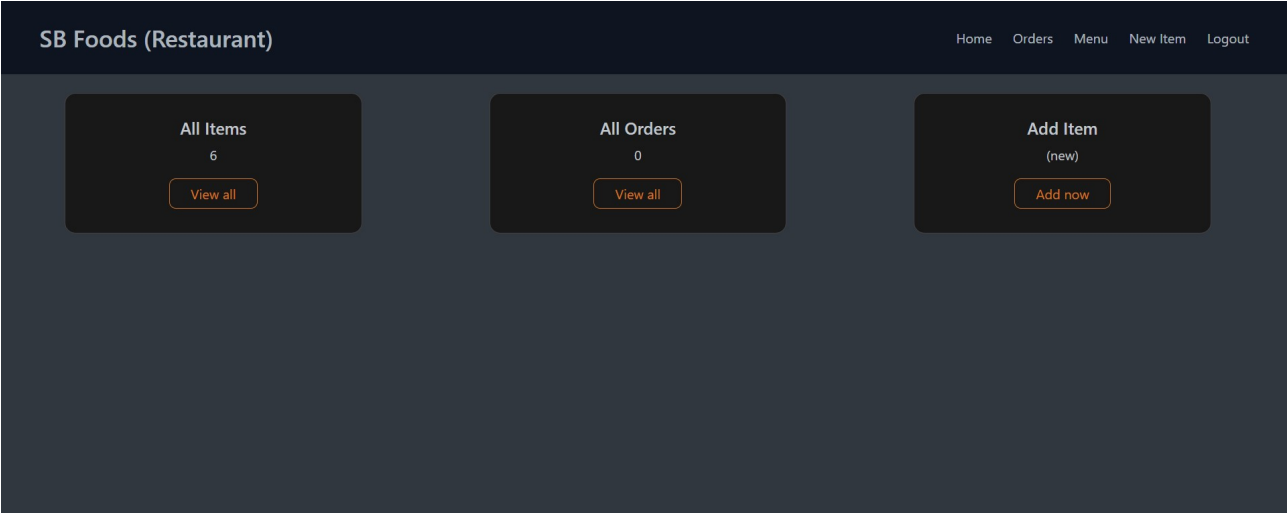 SB Foods (Restaurant)
Home Orders Menu New Item Logout
All Items
6
View all
All Orders
0
View all
Add Item
(new)
Add now